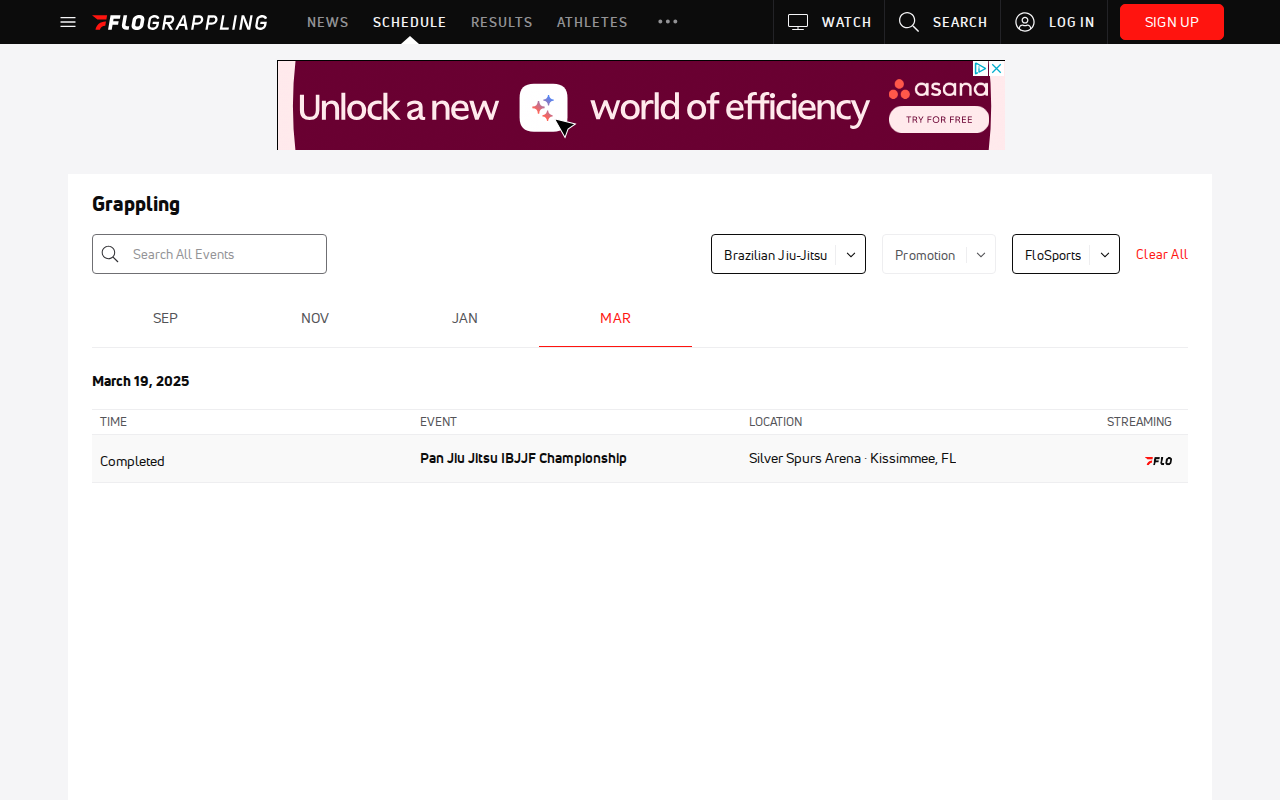 FLOGRAPPLING NEWS SCHEDULE RESULTS ATHLETES ••• WATCH SEARCH LOG IN SIGN UP
Unlock a new world of efficiency asana
TRY FOR FREE
Grappling
Search All Events Brazilian Jiu-Jitsu Promotion FloSports Clear All
SEP NOV JAN MAR
March 19, 2025
TIME EVENT LOCATION STREAMING
Completed Pan Jiu Jitsu IBJJF Championship Silver Spurs Arena · Kissimmee, FL FLO